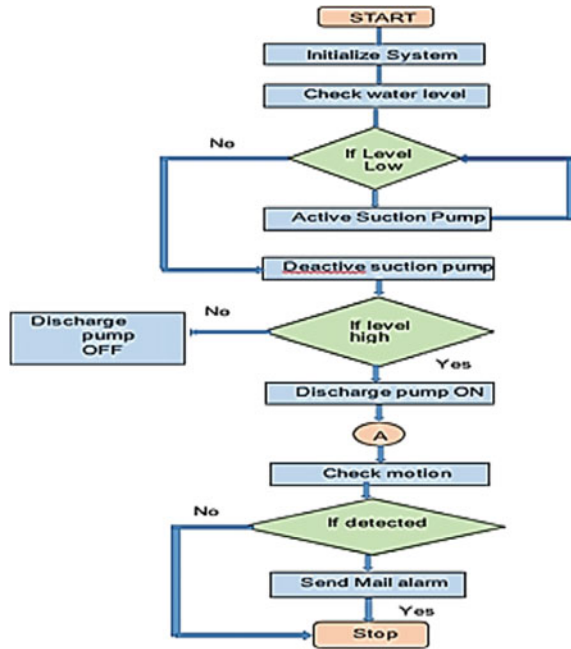 START
Initialize System
Check water level
No
If Level
Low
Active Suction Pump
Deactive suction pump
No
Discharge
pump
OFF
If level
high
Yes
Discharge pump ON
A
Check motion
No
If detected
Send Mail alarm
Yes
Stop